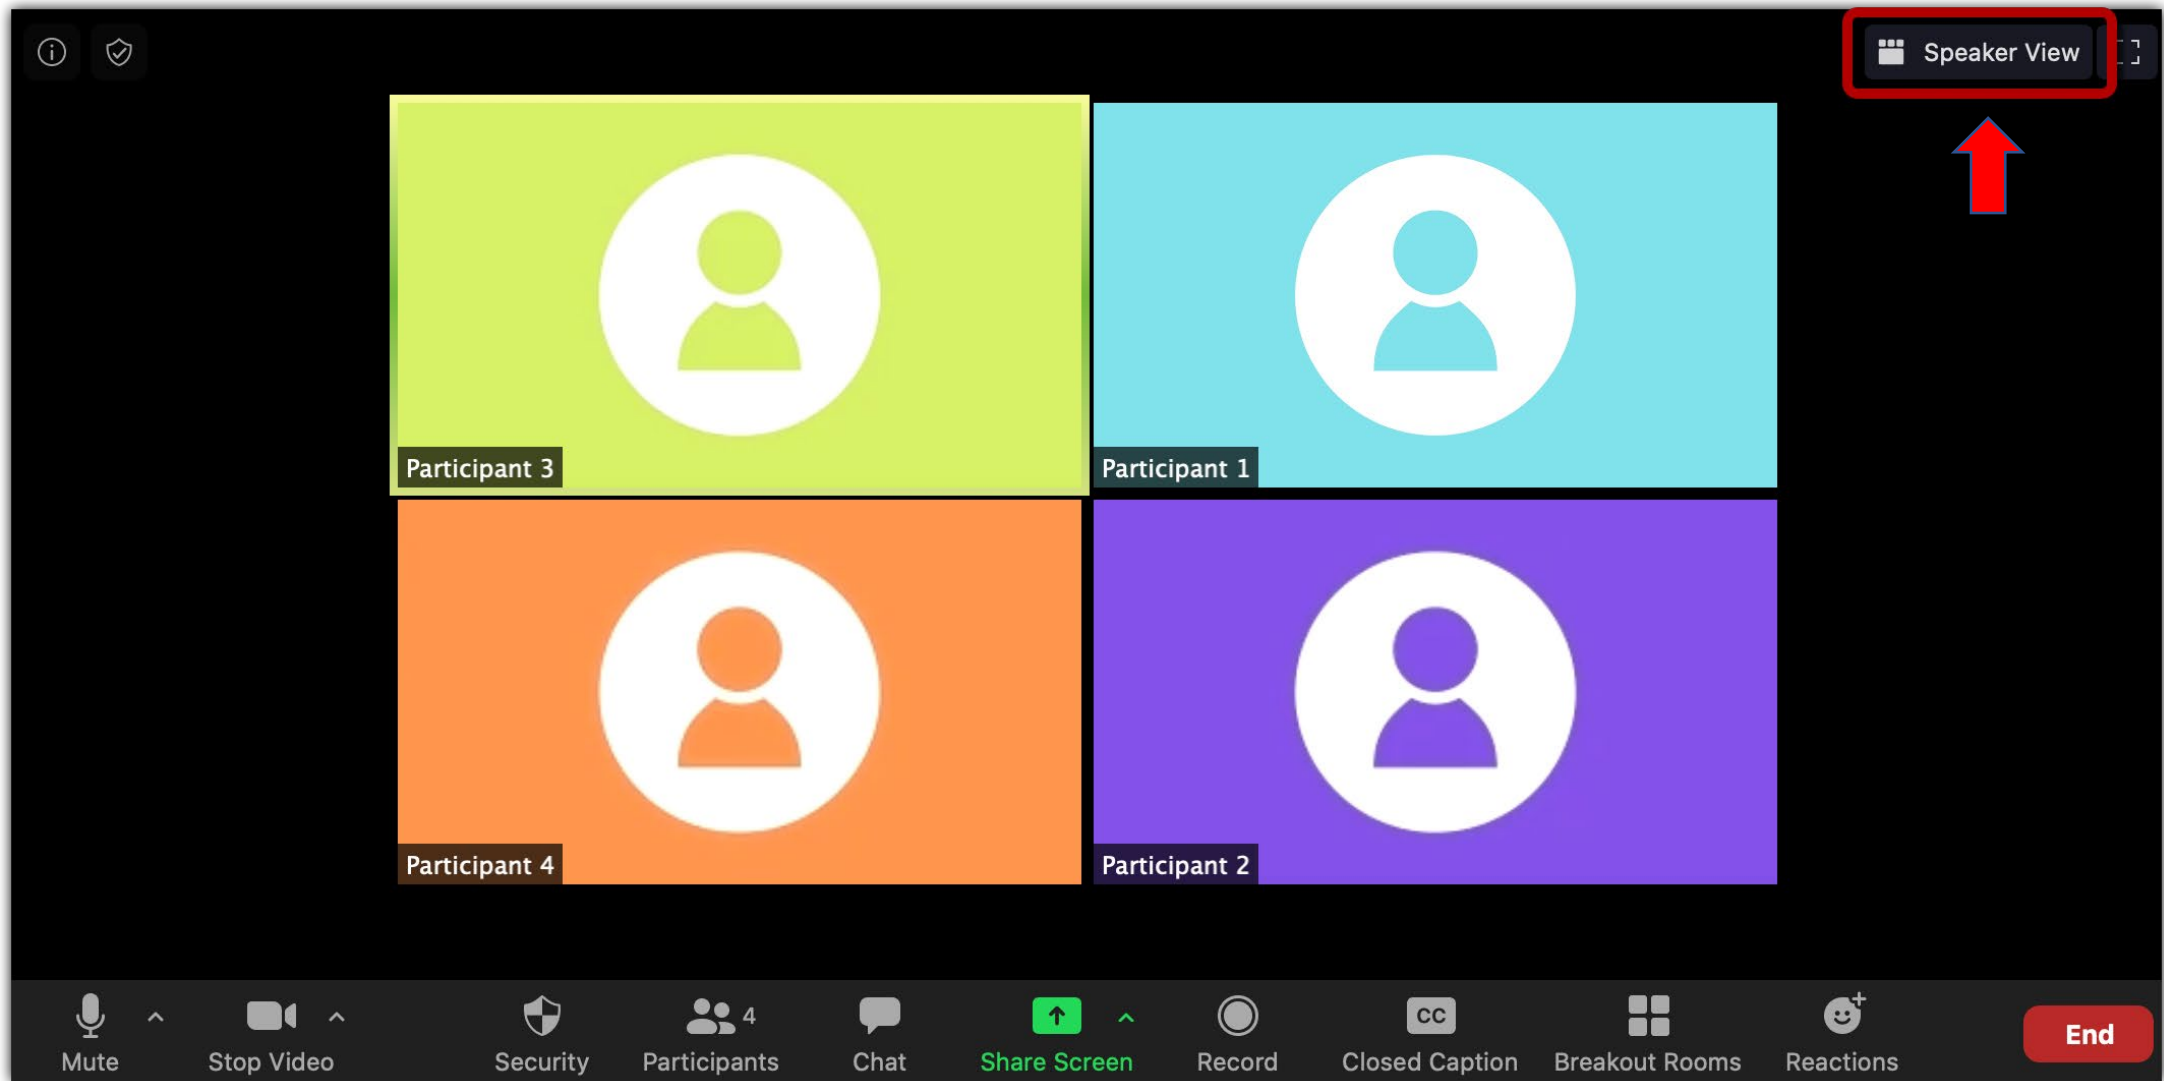 Speaker View
Participant 3
Participant 1
Participant 4
Participant 2
4
CC
Mute
Stop Video
Security
Participants
Chat
Share Screen
Record
Closed Caption
Breakout Rooms
Reactions
End